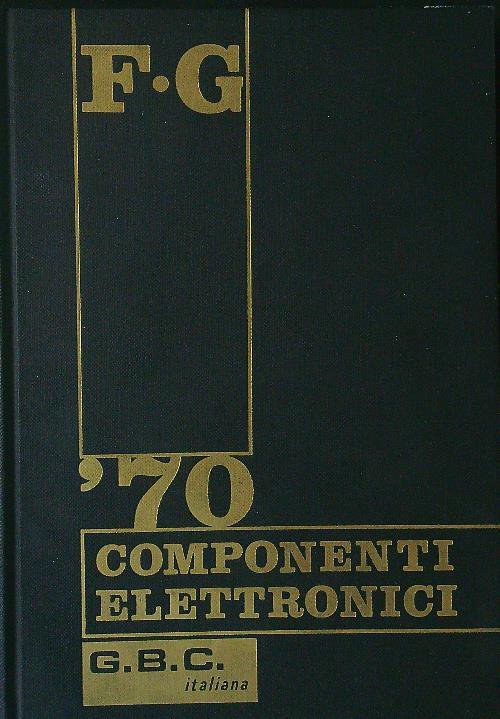 F·G
'70
COMPONENTI
ELETTRONICI
G.B.C.
italiana